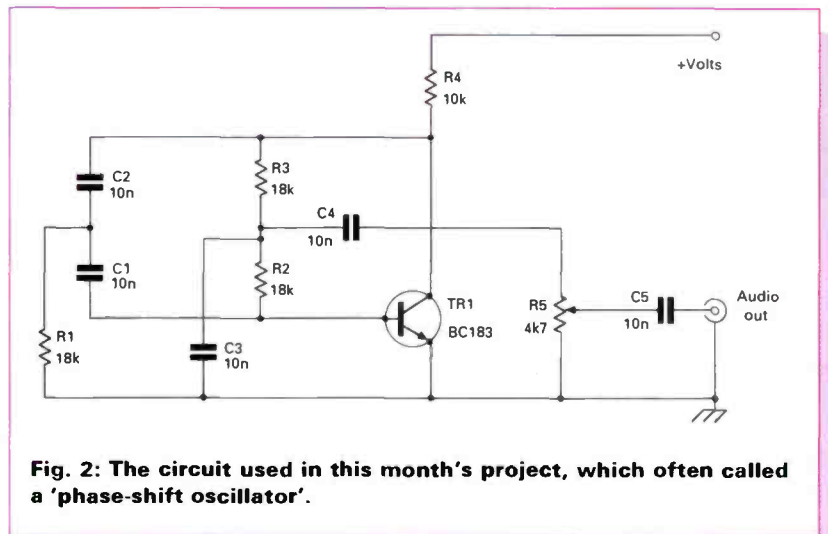 +Volts
R4
10k
C2
10n
R3
18k
C4
10n
C1
10n
R2
18k
TR1
BC183
R5
4k7
C5
10n
Audio
out
R1
18k
C3
10n
Fig. 2: The circuit used in this month's project, which often called
a 'phase-shift oscillator'.